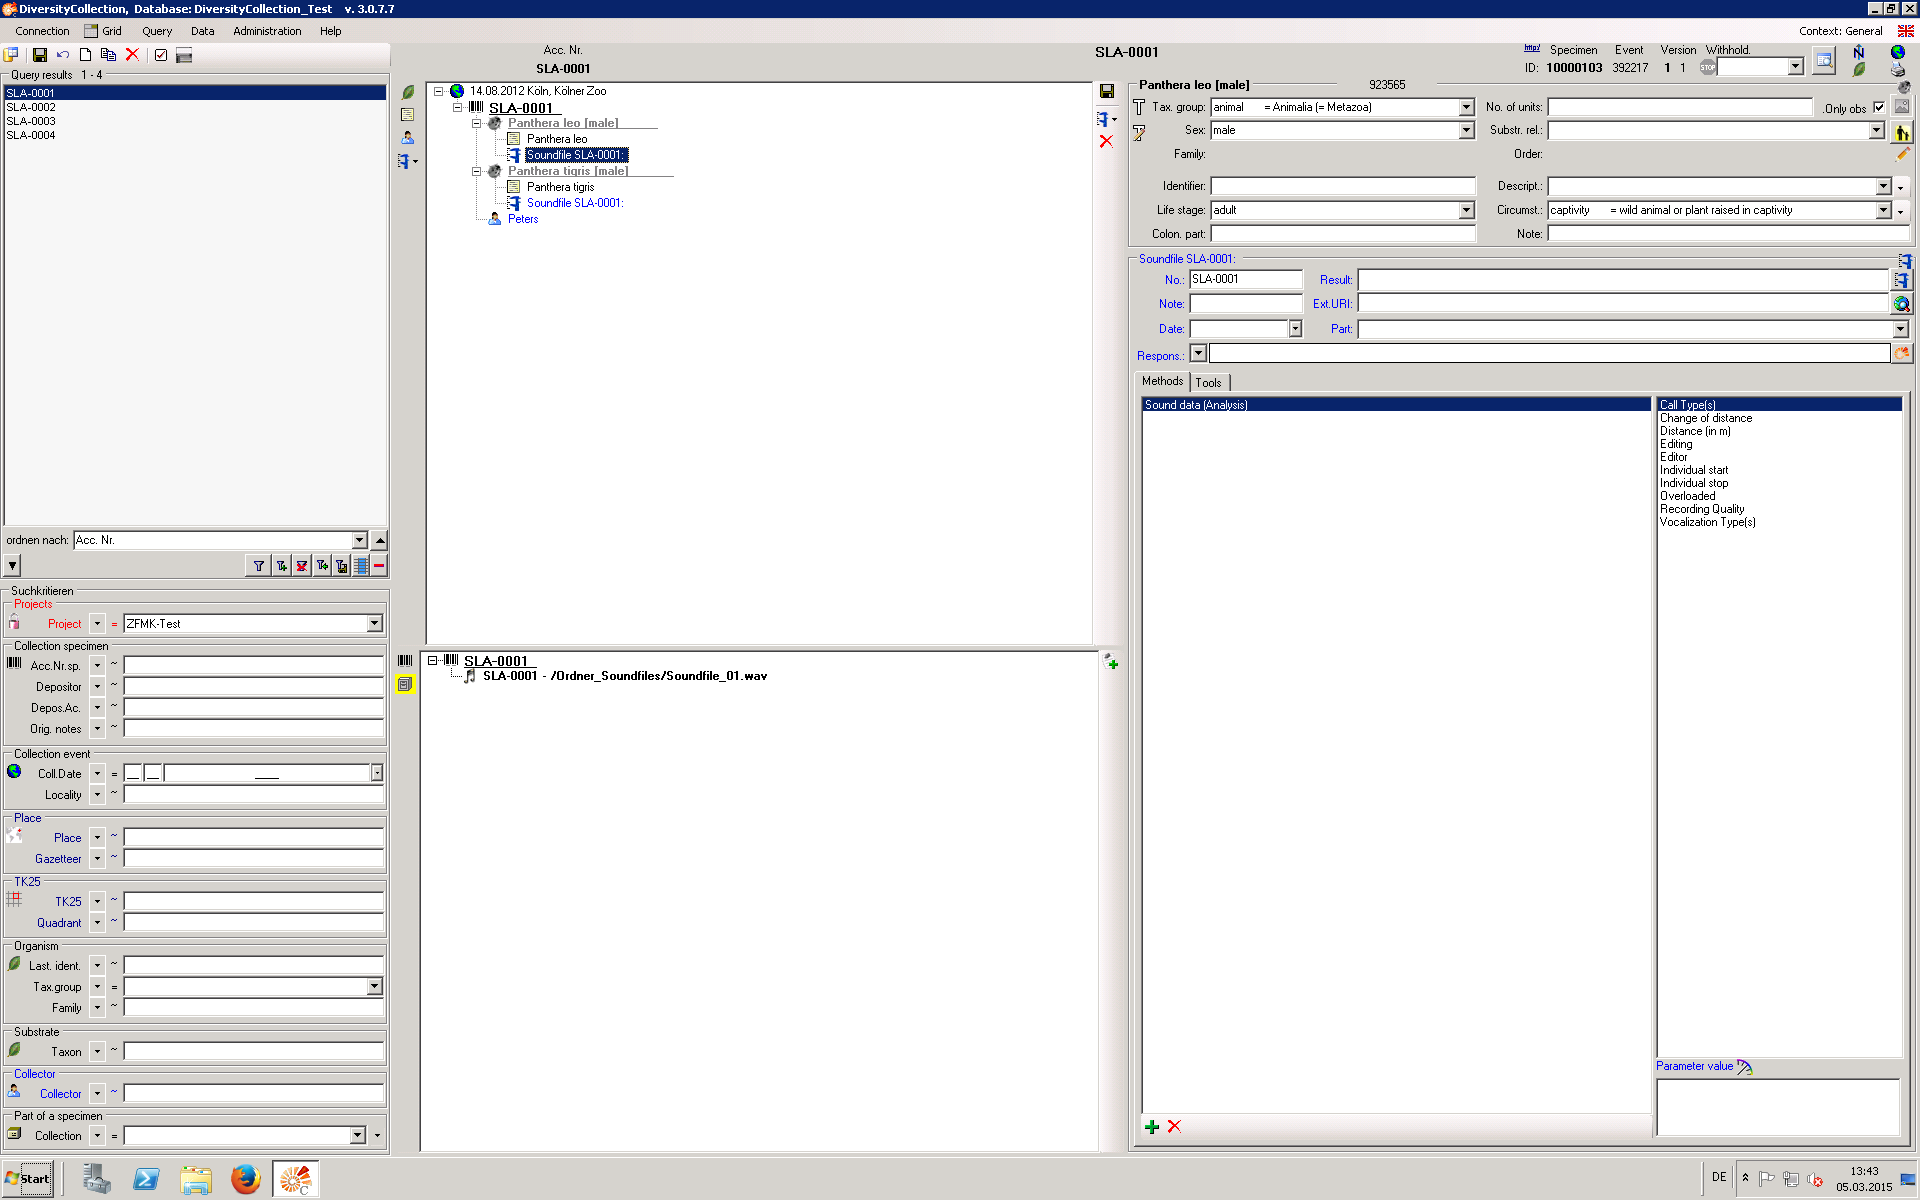 DiversityCollection, Database: DiversityCollection_Test v. 3.0.7.7
Connection Grid Query Data Administration Help Context: General
Query results 1 - 4
SLA-0001
SLA-0002
SLA-0003
SLA-0004
ordnen nach: Acc. Nr.
Suchkritieren
Projects
Project = ZFMK-Test
Collection specimen
Acc.Nr.sp. ~
Depositor ~
Depos.Ac. ~
Orig. notes ~
Collection event
Coll.Date = __ __ ____
Locality ~
Place
Place ~
Gazetteer ~
TK25
TK25 ~
Quadrant ~
Organism
Last. ident. ~
Tax.group =
Family ~
Substrate
Taxon ~
Collector
Collector ~
Part of a specimen
Collection =
Acc. Nr.
SLA-0001
SLA-0001
http:/ Specimen Event Version Withhold.
ID: 10000103 392217 1 1 STOP
14.08.2012 Köln, Kölner Zoo
SLA-0001
Panthera leo [male]
Panthera leo
Soundfile SLA-0001:
Panthera tigris [male]
Panthera tigris
Soundfile SLA-0001:
Peters
SLA-0001
SLA-0001 - /Ordner_Soundfiles/Soundfile_01.wav
Panthera leo [male] 923565
Tax. group: animal = Animalia (= Metazoa) No. of units: .Only obs
Sex: male Substr. rel.:
Family: Order:
Identifier: Descript.:
Life stage: adult Circumst.: captivity = wild animal or plant raised in captivity
Colon. part: Note:
Soundfile SLA-0001:
No.: SLA-0001 Result:
Note: Ext.URI:
Date: Part:
Respons.:
Methods Tools
Sound data (Analysis)
Call Type(s)
Change of distance
Distance (in m)
Editing
Editor
Individual start
Individual stop
Overloaded
Recording Quality
Vocalization Type(s)
Parameter value
Start C DE 13:43
05.03.2015